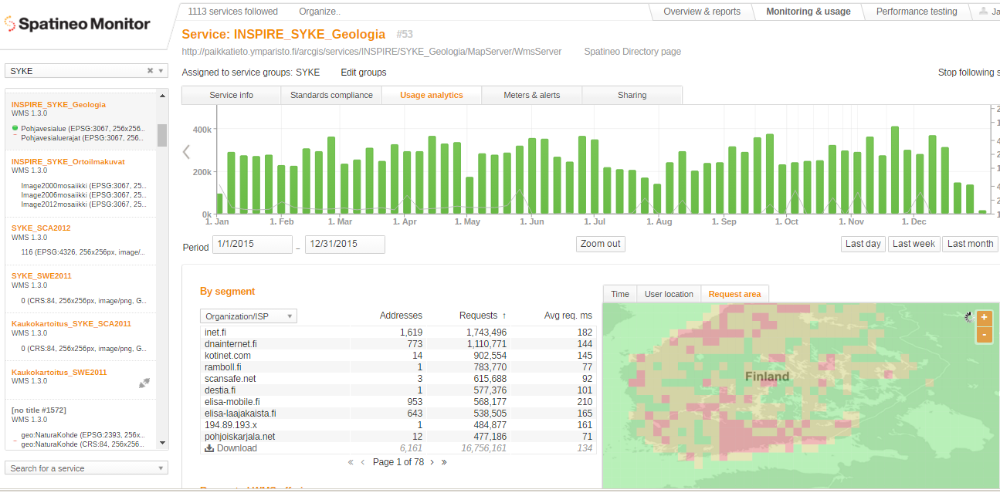 Spatineo Monitor
1113 services followed Organize..
Overview & reports Monitoring & usage Performance testing Ja
Service: INSPIRE_SYKE_Geologia #53
http://paikkatieto.ymparisto.fi/arcgis/services/INSPIRE/SYKE_Geologia/MapServer/WmsServer Spatineo Directory page
Assigned to service groups: SYKE Edit groups Stop following s
SYKE
INSPIRE_SYKE_Geologia
WMS 1.3.0
Pohjavesialue (EPSG:3067, 256x256...
Pohjavesialuerajat (EPSG:3067, 256...
INSPIRE_SYKE_Ortoilmakuvat
WMS 1.3.0
Image2000mosaiikki (EPSG:3067, 25...
Image2006mosaiikki (EPSG:3067, 25...
Image2012mosaiikki (EPSG:3067, 25...
SYKE_SCA2012
WMS 1.3.0
116 (EPSG:4326, 256x256px, image/...
SYKE_SWE2011
WMS 1.3.0
0 (CRS:84, 256x256px, image/png, G...
Kaukokartoitus_SYKE_SCA2011
WMS 1.3.0
0 (CRS:84, 256x256px, image/png, G...
Kaukokartoitus_SWE2011
WMS 1.3.0
[no title #1572]
WMS 1.3.0
geo:NaturaKohde (EPSG:2393, 256x...
geo:NaturaKohde (CRS:84, 256x256...
Search for a service
Service info Standards compliance Usage analytics Meters & alerts Sharing
400k
200k
0k
1. Jan 1. Feb 1. Mar 1. Apr 1. May 1. Jun 1. Jul 1. Aug 1. Sep 1. Oct 1. Nov 1. Dec
2
1
4
2
1
4
2
1
Period 1/1/2015 – 12/31/2015 Zoom out Last day Last week Last month
By segment
Organization/ISP Addresses Requests ↑ Avg req. ms
inet.fi 1,619 1,743,496 182
dnainternet.fi 773 1,110,771 144
kotinet.com 14 902,554 145
ramboll.fi 1 783,770 77
scansafe.net 3 615,688 92
destia.fi 1 577,376 101
elisa-mobile.fi 953 568,177 210
elisa-laajakaista.fi 643 538,505 165
194.89.193.x 1 484,877 161
pohjoiskarjala.net 12 477,186 71
Download 6,161 16,756,161 134
« ‹ Page 1 of 78 › »
Time User location Request area
+
-
Finland